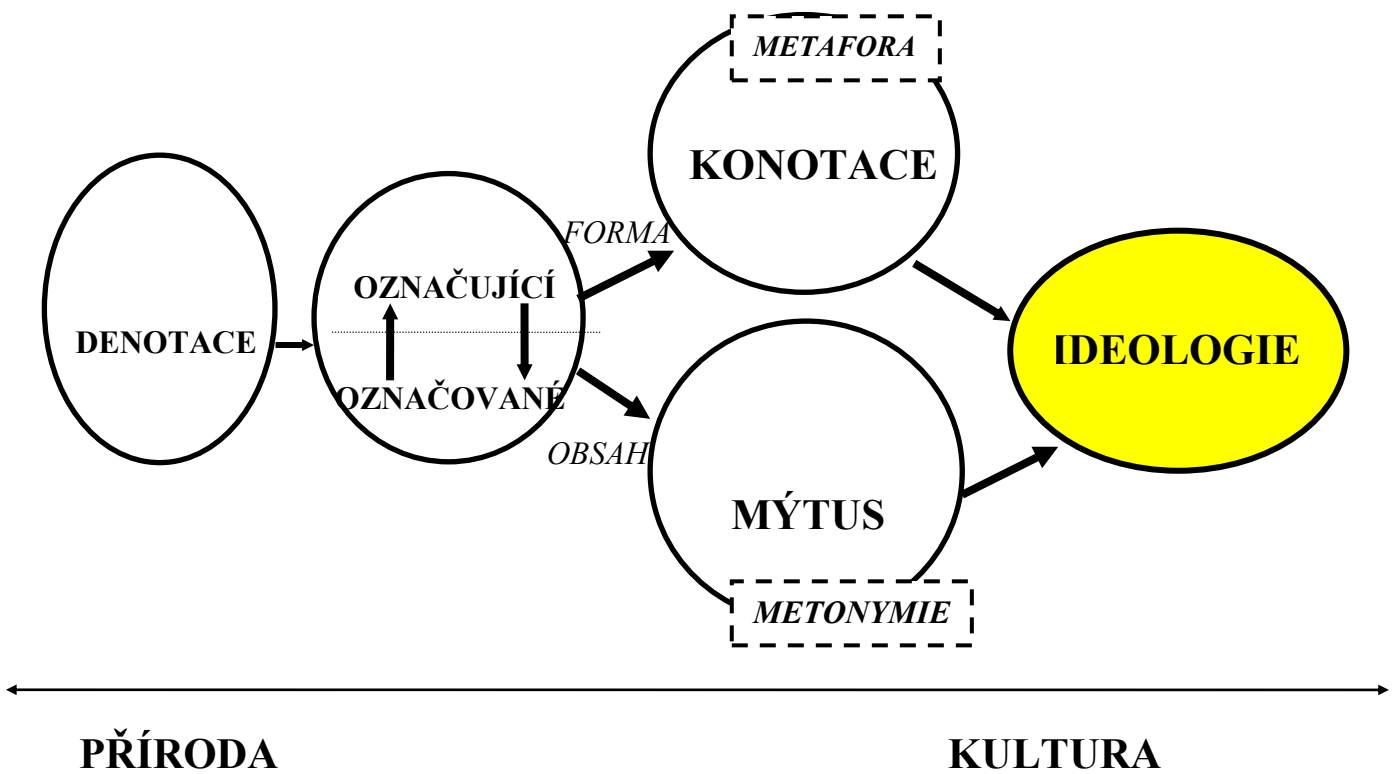 METAFORA
KONOTACE
FORMA
OZNAČUJÍCÍ
DENOTACE
OZNAČOVANÉ
IDEOLOGIE
OBSAH
MÝTUS
METONYMIE
PŘÍRODA
KULTURA